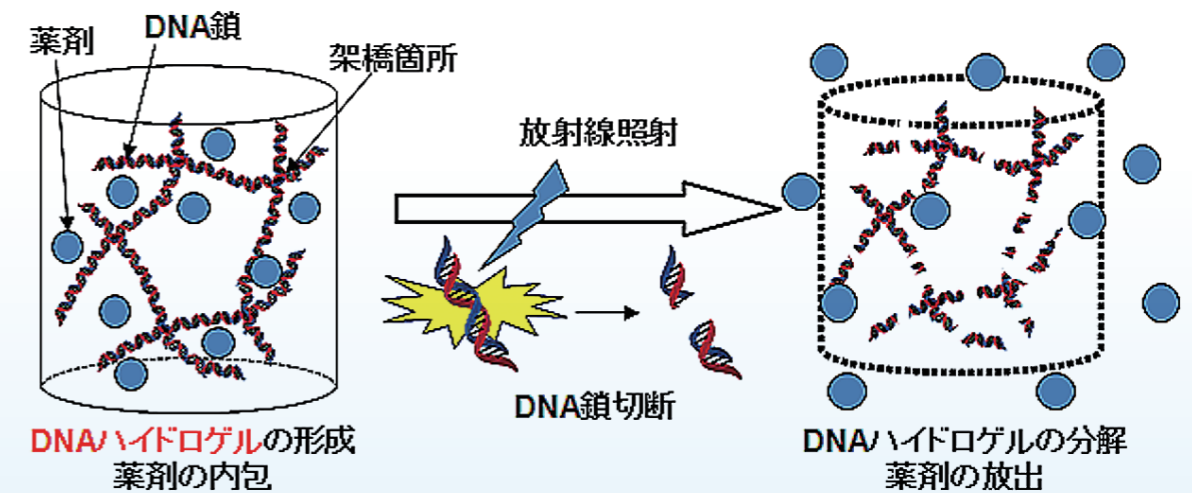 薬剤
DNA鎖
架橋箇所
放射線照射
DNA鎖切断
DNAハイドロゲルの形成
薬剤の内包
DNAハイドロゲルの分解
薬剤の放出